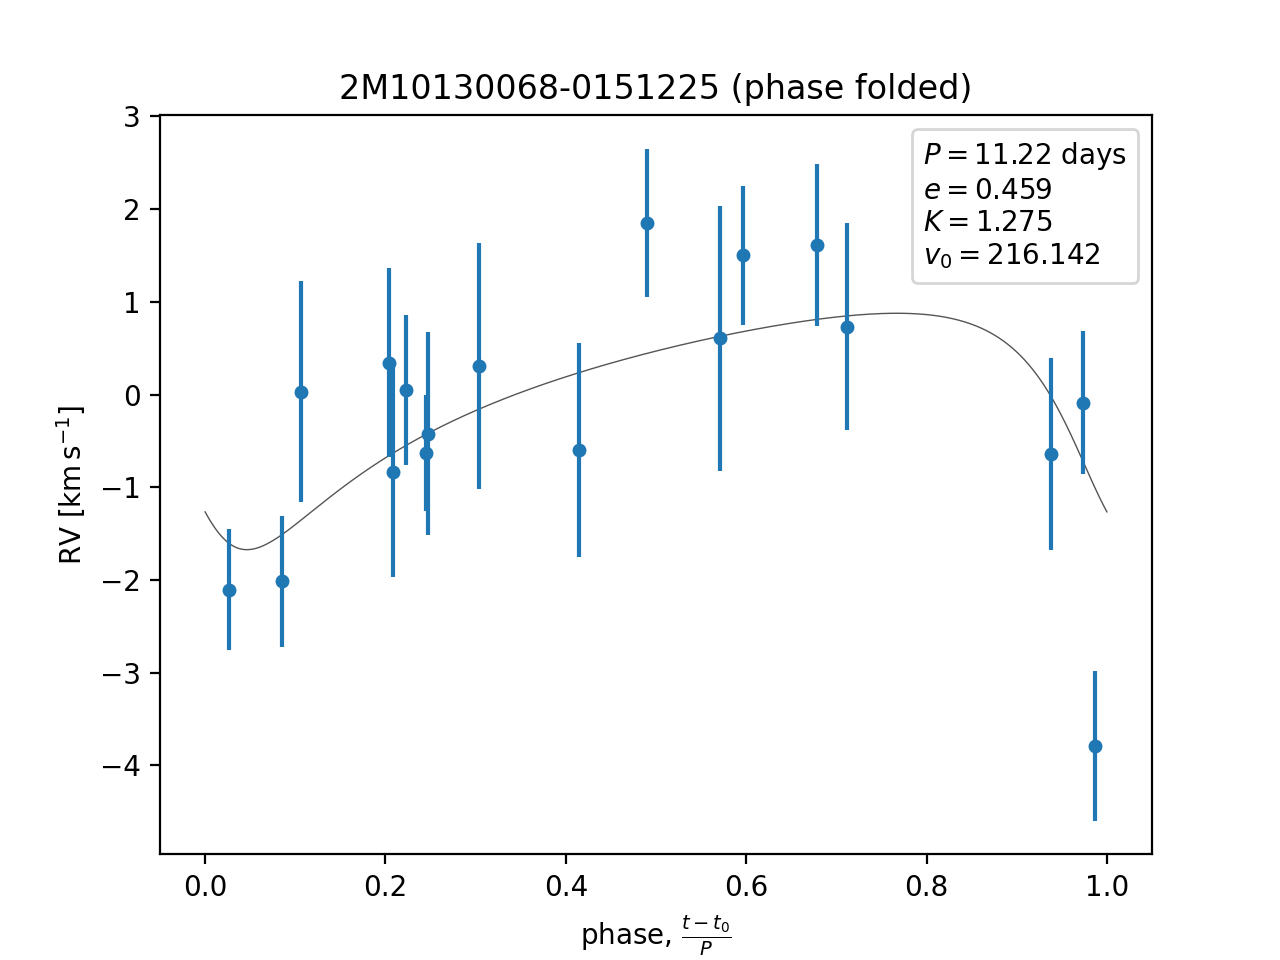 2M10130068-0151225 (phase folded)
P = 11.22 days
e = 0.459
K = 1.275
v₀ = 216.142
RV [km s⁻¹]
3
2
1
0
−1
−2
−3
−4
0.0 0.2 0.4 0.6 0.8 1.0
phase, (t − t₀)/P